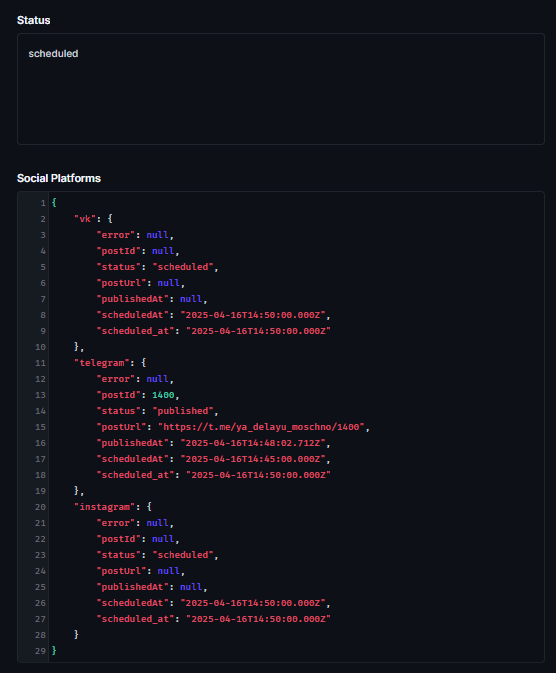 Status
scheduled
Social Platforms
1 {
2 "vk": {
3 "error": null,
4 "postId": null,
5 "status": "scheduled",
6 "postUrl": null,
7 "publishedAt": null,
8 "scheduledAt": "2025-04-16T14:50:00.000Z",
9 "scheduled_at": "2025-04-16T14:50:00.000Z"
10 },
11 "telegram": {
12 "error": null,
13 "postId": 1400,
14 "status": "published",
15 "postUrl": "https://t.me/ya_delayu_moschno/1400",
16 "publishedAt": "2025-04-16T14:48:02.712Z",
17 "scheduledAt": "2025-04-16T14:45:00.000Z",
18 "scheduled_at": "2025-04-16T14:50:00.000Z"
19 },
20 "instagram": {
21 "error": null,
22 "postId": null,
23 "status": "scheduled",
24 "postUrl": null,
25 "publishedAt": null,
26 "scheduledAt": "2025-04-16T14:50:00.000Z",
27 "scheduled_at": "2025-04-16T14:50:00.000Z"
28 }
29 }